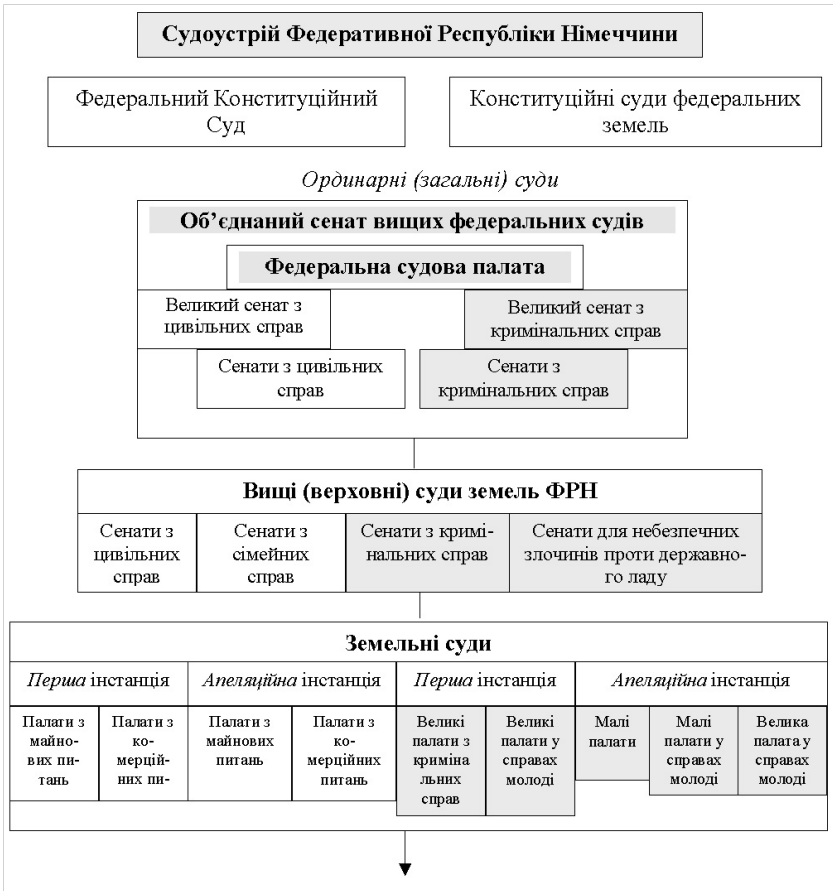 Судоустрій Федеративної Республіки Німеччини
Федеральний Конституційний
Суд
Конституційні суди федеральних
земель
Ординарні (загальні) суди
Об’єднаний сенат вищих федеральних судів
Федеральна судова палата
Великий сенат з
цивільних справ
Великий сенат з
кримінальних справ
Сенати з цивільних
справ
Сенати з
кримінальних справ
Вищі (верховні) суди земель ФРН
Сенати з
цивільних
справ
Сенати з
сімейних
справ
Сенати з кримі-
нальних справ
Сенати для небезпечних
злочинів проти державно-
го ладу
Земельні суди
Перша інстанція
Апеляційна інстанція
Перша інстанція
Апеляційна інстанція
Палати з
майно-
вих пи-
тань
Палати з
ко-
мерцій-
них пи-
Палати з
майнових
питань
Палати з ко-
мерційних
питань
Великі
палати з
криміна
льних
справ
Великі
палати у
справах
молоді
Малі
палати
Малі
палати у
справах
молоді
Велика
палата у
справах
молоді